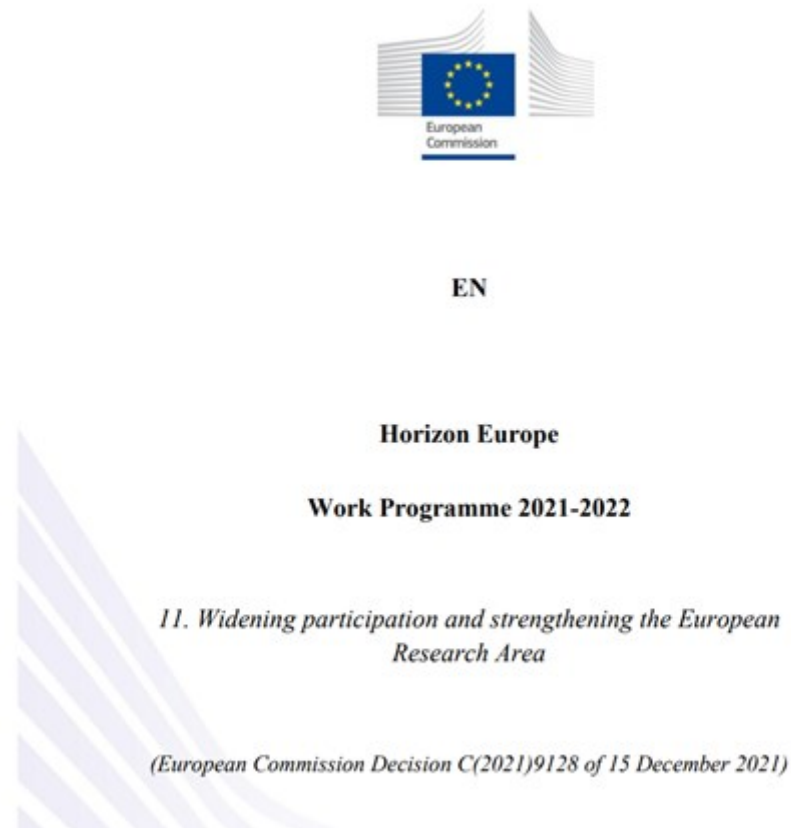 European
Commission
EN
Horizon Europe
Work Programme 2021-2022
11. Widening participation and strengthening the European
Research Area
(European Commission Decision C(2021)9128 of 15 December 2021)